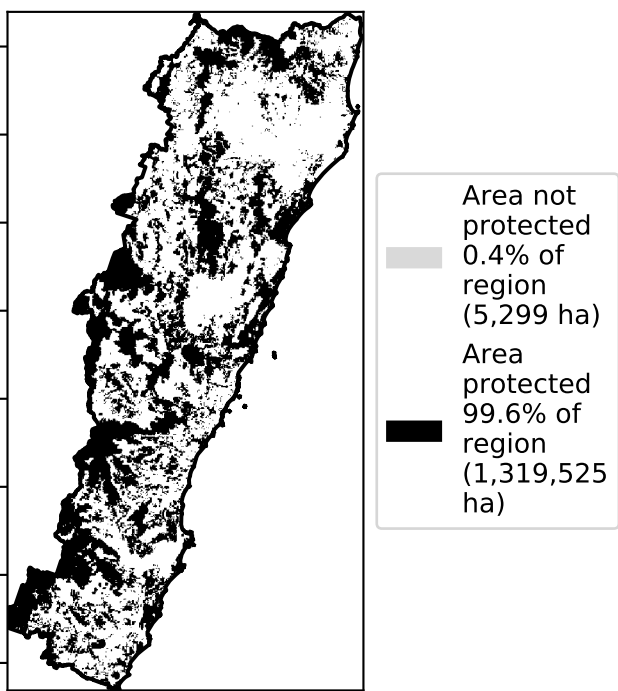 Area not
protected
0.4% of
region
(5,299 ha)
Area
protected
99.6% of
region
(1,319,525
ha)